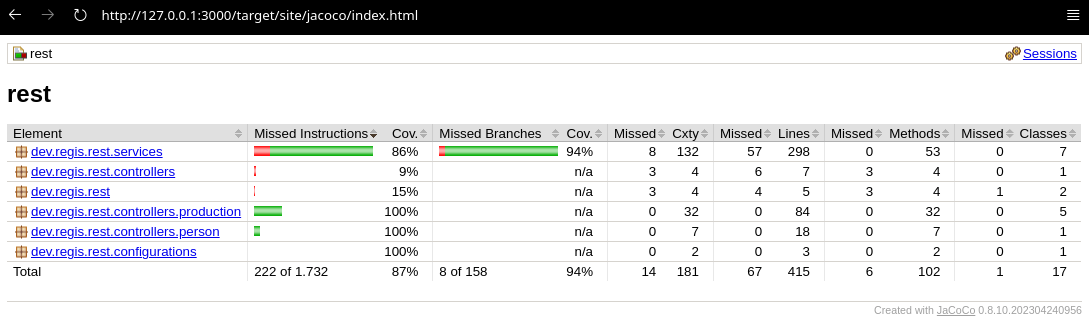 http://127.0.0.1:3000/target/site/jacoco/index.html
rest Sessions
rest
Element Missed Instructions Cov. Missed Branches Cov. Missed Cxty Missed Lines Missed Methods Missed Classes
dev.regis.rest.services 86% 94% 8 132 57 298 0 53 0 7
dev.regis.rest.controllers 9% n/a 3 4 6 7 3 4 0 1
dev.regis.rest 15% n/a 3 4 4 5 3 4 1 2
dev.regis.rest.controllers.production 100% n/a 0 32 0 84 0 32 0 5
dev.regis.rest.controllers.person 100% n/a 0 7 0 18 0 7 0 1
dev.regis.rest.configurations 100% n/a 0 2 0 3 0 2 0 1
Total 222 of 1.732 87% 8 of 158 94% 14 181 67 415 6 102 1 17
Created with JaCoCo 0.8.10.202304240956